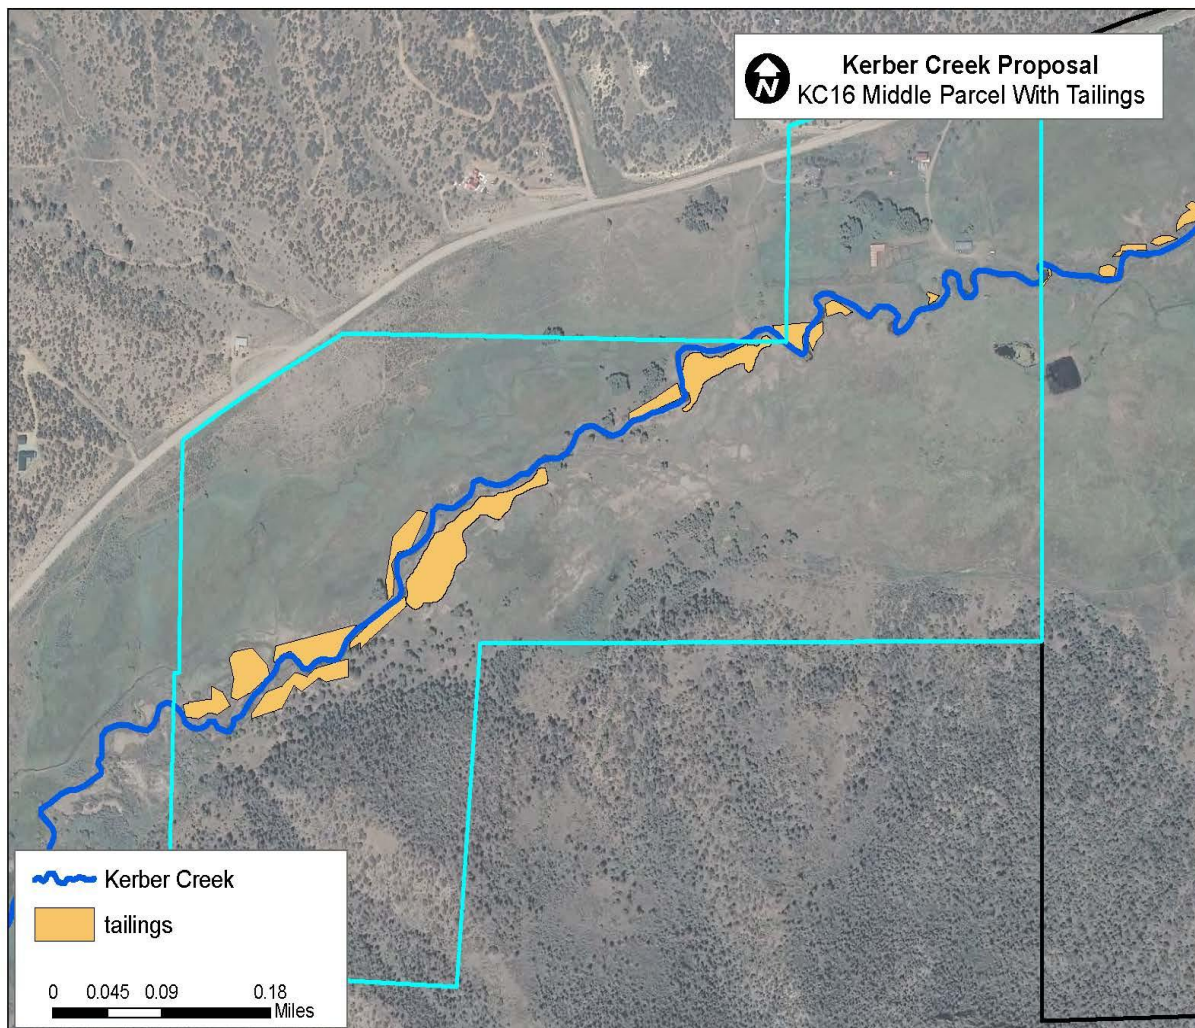 N
Kerber Creek Proposal
KC16 Middle Parcel With Tailings
Kerber Creek
tailings
0 0.045 0.09 0.18
Miles